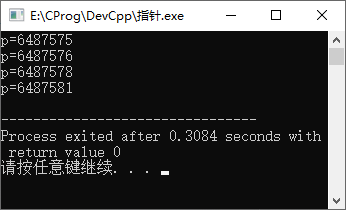 E:\CProg\DevCpp\指针.exe
p=6487575
p=6487576
p=6487578
p=6487581
--------------------------------
Process exited after 0.3084 seconds with
return value 0
请按任意键继续. . .